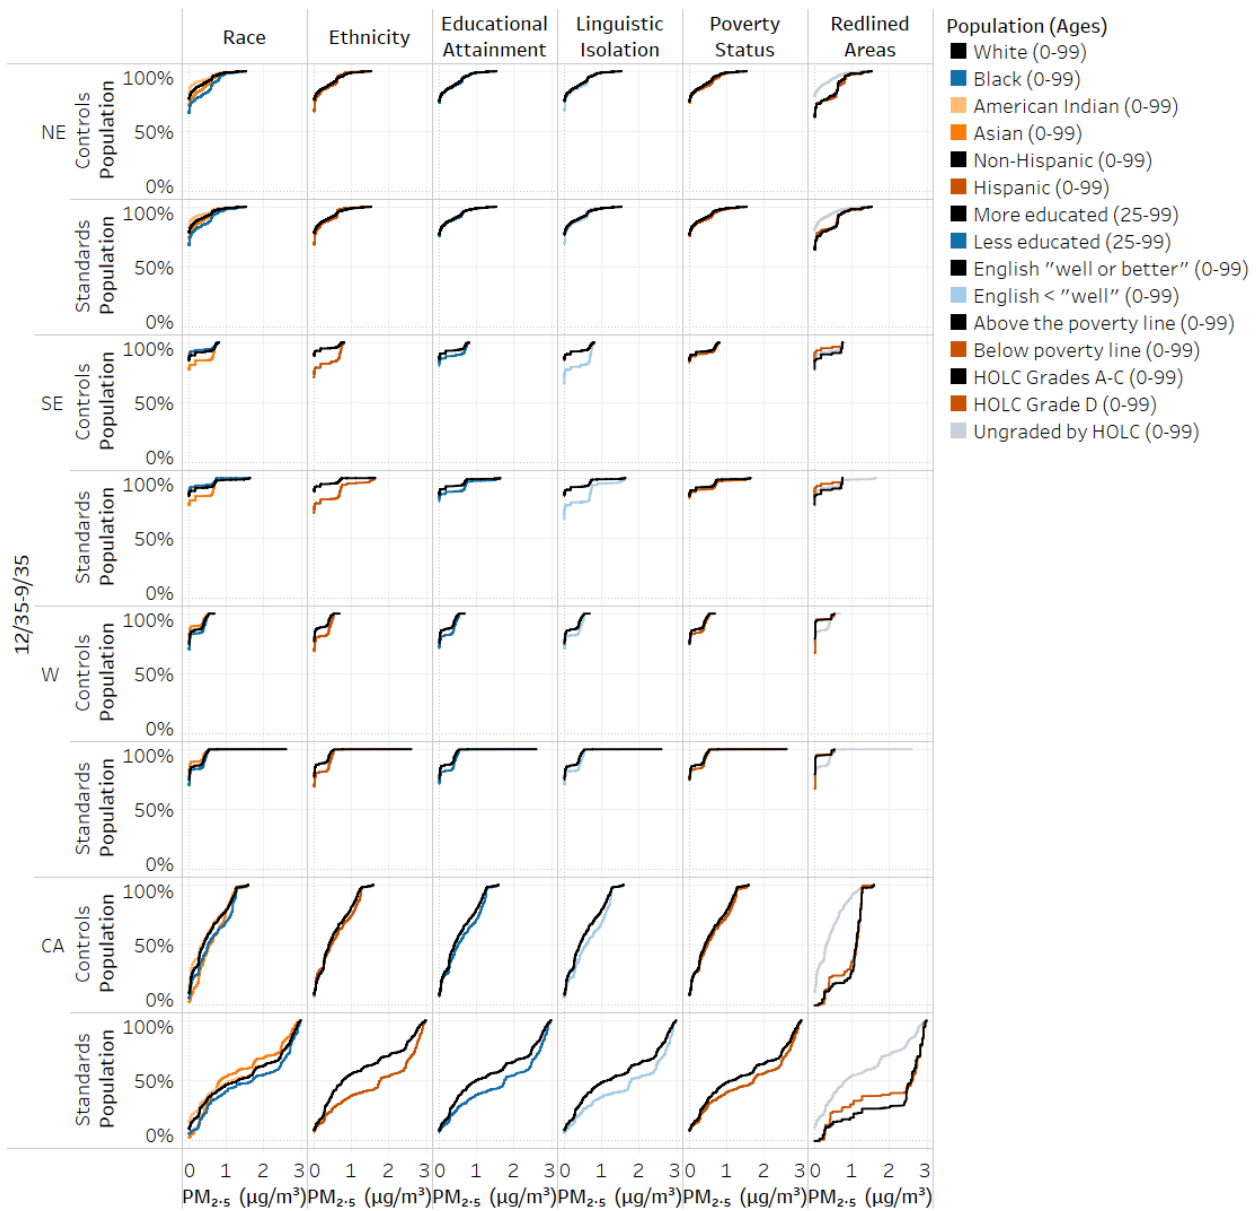 Race
Ethnicity
Educational
Attainment
Linguistic
Isolation
Poverty
Status
Redlined
Areas
Population (Ages)
White (0-99)
Black (0-99)
American Indian (0-99)
Asian (0-99)
Non-Hispanic (0-99)
Hispanic (0-99)
More educated (25-99)
Less educated (25-99)
English "well or better" (0-99)
English < "well" (0-99)
Above the poverty line (0-99)
Below poverty line (0-99)
HOLC Grades A-C (0-99)
HOLC Grade D (0-99)
Ungraded by HOLC (0-99)
12/35-9/35
NE
Controls
Population
100%
50%
0%
Standards
Population
100%
50%
0%
SE
Controls
Population
100%
50%
0%
Standards
Population
100%
50%
0%
W
Controls
Population
100%
50%
0%
Standards
Population
100%
50%
0%
CA
Controls
Population
100%
50%
0%
Standards
Population
100%
50%
0%
0 1 2 3 0 1 2 3 0 1 2 3 0 1 2 3 0 1 2 3 0 1 2 3
PM₂.₅ (µg/m³) PM₂.₅ (µg/m³) PM₂.₅ (µg/m³) PM₂.₅ (µg/m³) PM₂.₅ (µg/m³) PM₂.₅ (µg/m³)